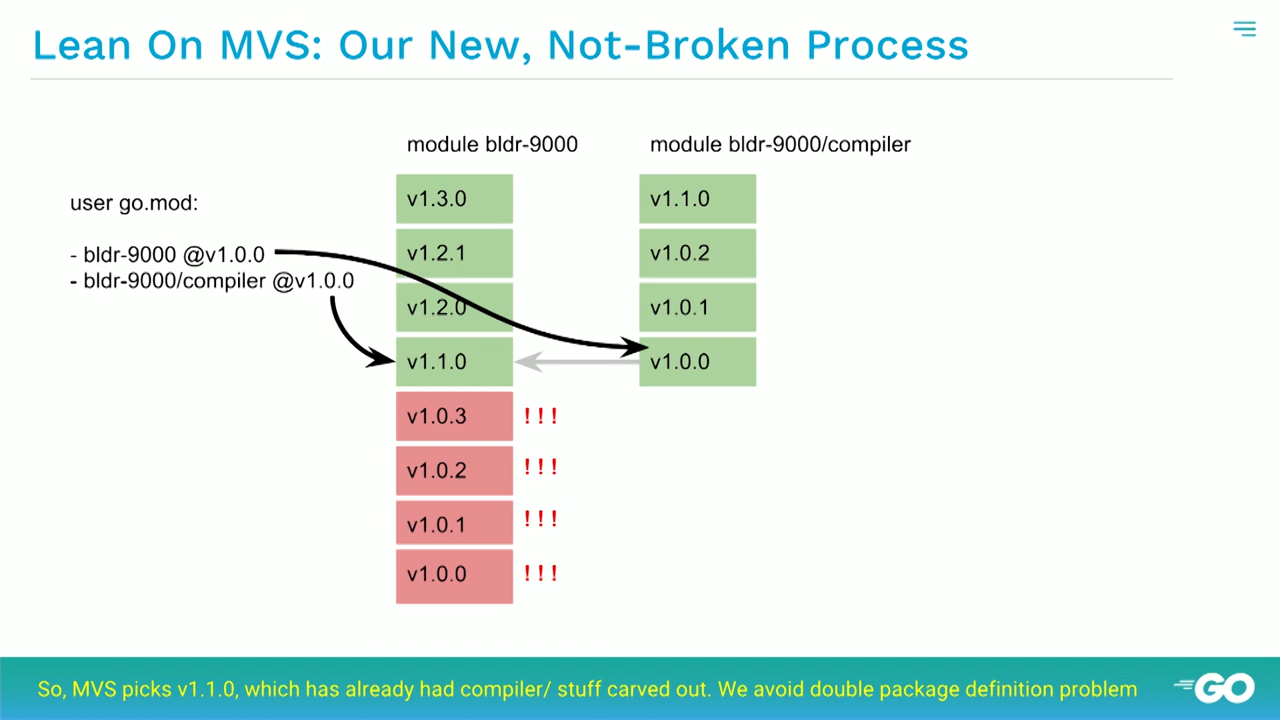 Lean On MVS: Our New, Not-Broken Process
module bldr-9000
module bldr-9000/compiler
user go.mod:
- bldr-9000 @v1.0.0
- bldr-9000/compiler @v1.0.0
v1.3.0
v1.2.1
v1.2.0
v1.1.0
v1.0.3 !!!
v1.0.2 !!!
v1.0.1 !!!
v1.0.0 !!!
v1.1.0
v1.0.2
v1.0.1
v1.0.0
So, MVS picks v1.1.0, which has already had compiler/ stuff carved out. We avoid double package definition problem
GO